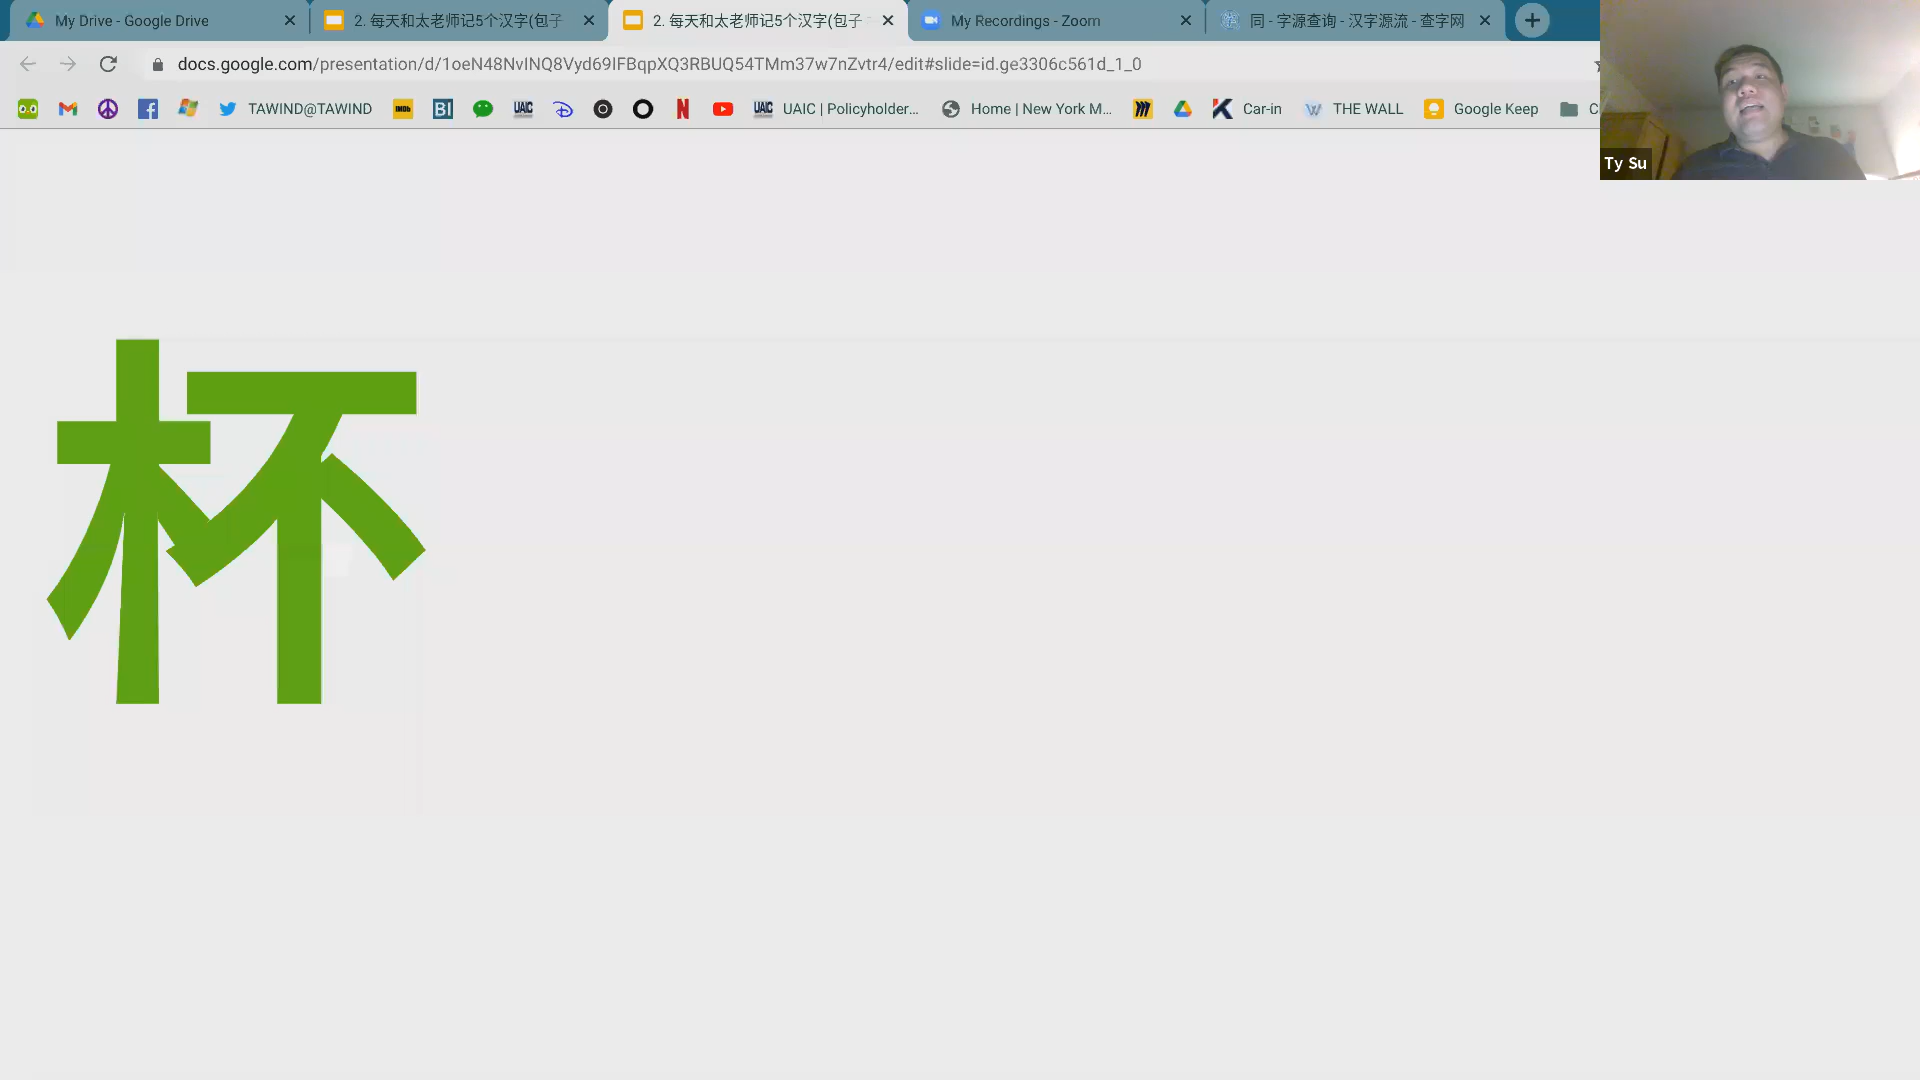 My Drive - Google Drive
2. 每天和太老师记5个汉字(包子
2. 每天和太老师记5个汉字(包子
My Recordings - Zoom
同 - 字源查询 - 汉字源流 - 查字网
docs.google.com/presentation/d/1oeN48NvINQ8Vyd69IFBqpXQ3RBUQ54TMm37w7nZvtr4/edit#slide=id.ge3306c561d_1_0
TAWIND@TAWIND
IMDb
UAIC
UAIC
UAIC | Policyholder...
Home | New York M...
Car-in
THE WALL
Google Keep
C
Ty Su
杯